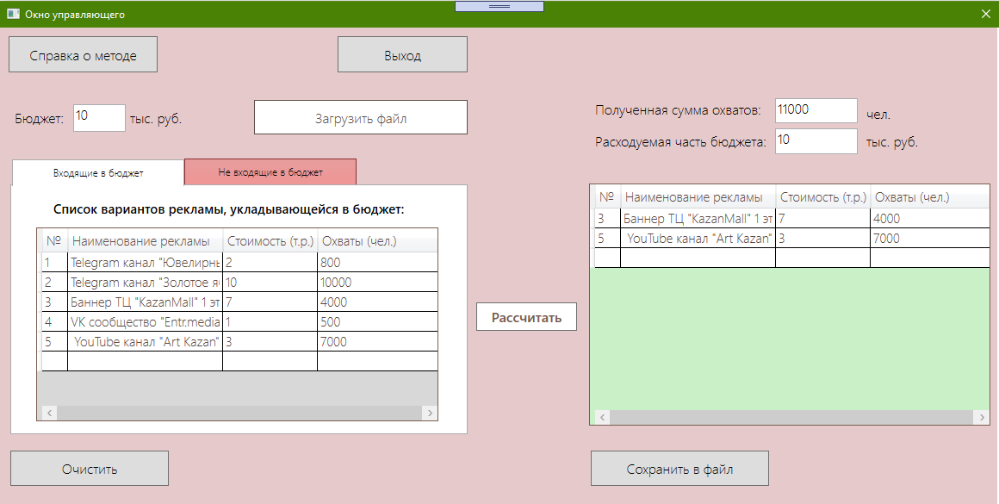 Окно управляющего
Справка о методе
Выход
Бюджет: 10 тыс. руб.
Загрузить файл
Полученная сумма охватов: 11000 чел.
Расходуемая часть бюджета: 10 тыс. руб.
Входящие в бюджет
Не входящие в бюджет
Список вариантов рекламы, укладывающейся в бюджет:
№ Наименование рекламы Стоимость (т.р.) Охваты (чел.)
1 Telegram канал "Ювелирнь 2 800
2 Telegram канал "Золотое я 10 10000
3 Баннер ТЦ "KazanMall" 1 эт 7 4000
4 VK сообщество "Entr.media 1 500
5 YouTube канал "Art Kazan" 3 7000
Рассчитать
№ Наименование рекламы Стоимость (т.р.) Охваты (чел.)
3 Баннер ТЦ "KazanMall" 1 эт 7 4000
5 YouTube канал "Art Kazan" 3 7000
Очистить
Сохранить в файл